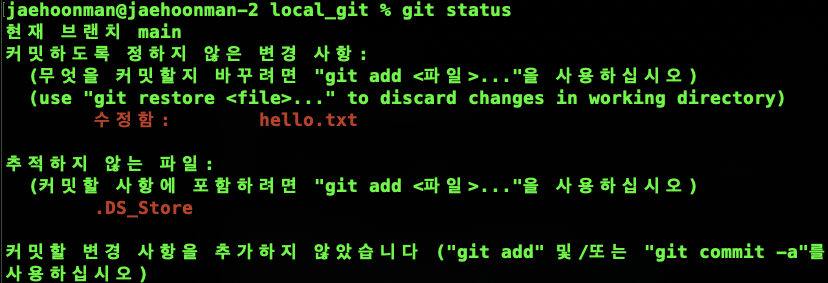 jaehoonman@jaehoonman-2 local_git % git status
현재 브랜치 main
커밋하도록 정하지 않은 변경 사항:
(무엇을 커밋할지 바꾸려면 "git add <파일>..."을 사용하십시오)
(use "git restore <file>..." to discard changes in working directory)
수정함: hello.txt
추적하지 않는 파일:
(커밋할 사항에 포함하려면 "git add <파일>..."을 사용하십시오)
.DS_Store
커밋할 변경 사항을 추가하지 않았습니다 ("git add" 및/또는 "git commit -a"를
사용하십시오)